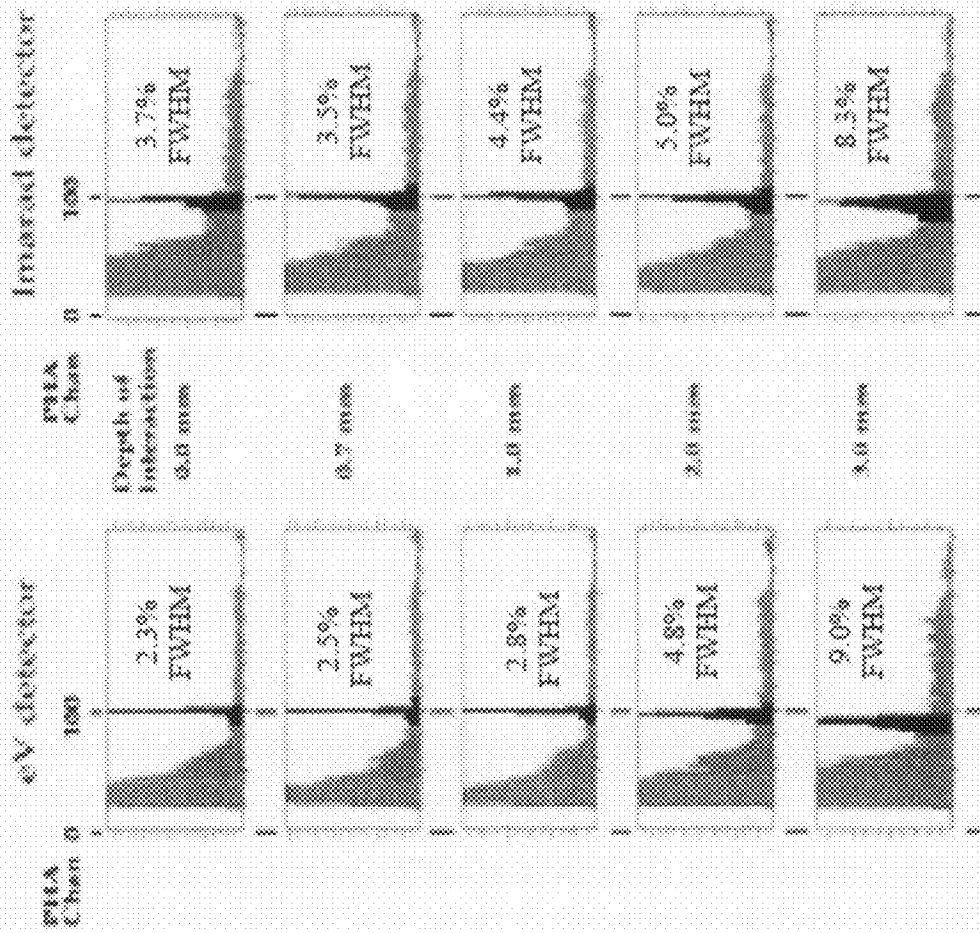 eV detector
Imarad detector
PHA
Chan
0
100
PHA
Chan
0
100
Depth of
Interaction
2.3%
FWHM
0.0 mm
3.7%
FWHM
2.5%
FWHM
0.7 mm
3.5%
FWHM
2.8%
FWHM
1.0 mm
4.4%
FWHM
4.8%
FWHM
2.0 mm
5.0%
FWHM
9.0%
FWHM
3.0 mm
8.3%
FWHM